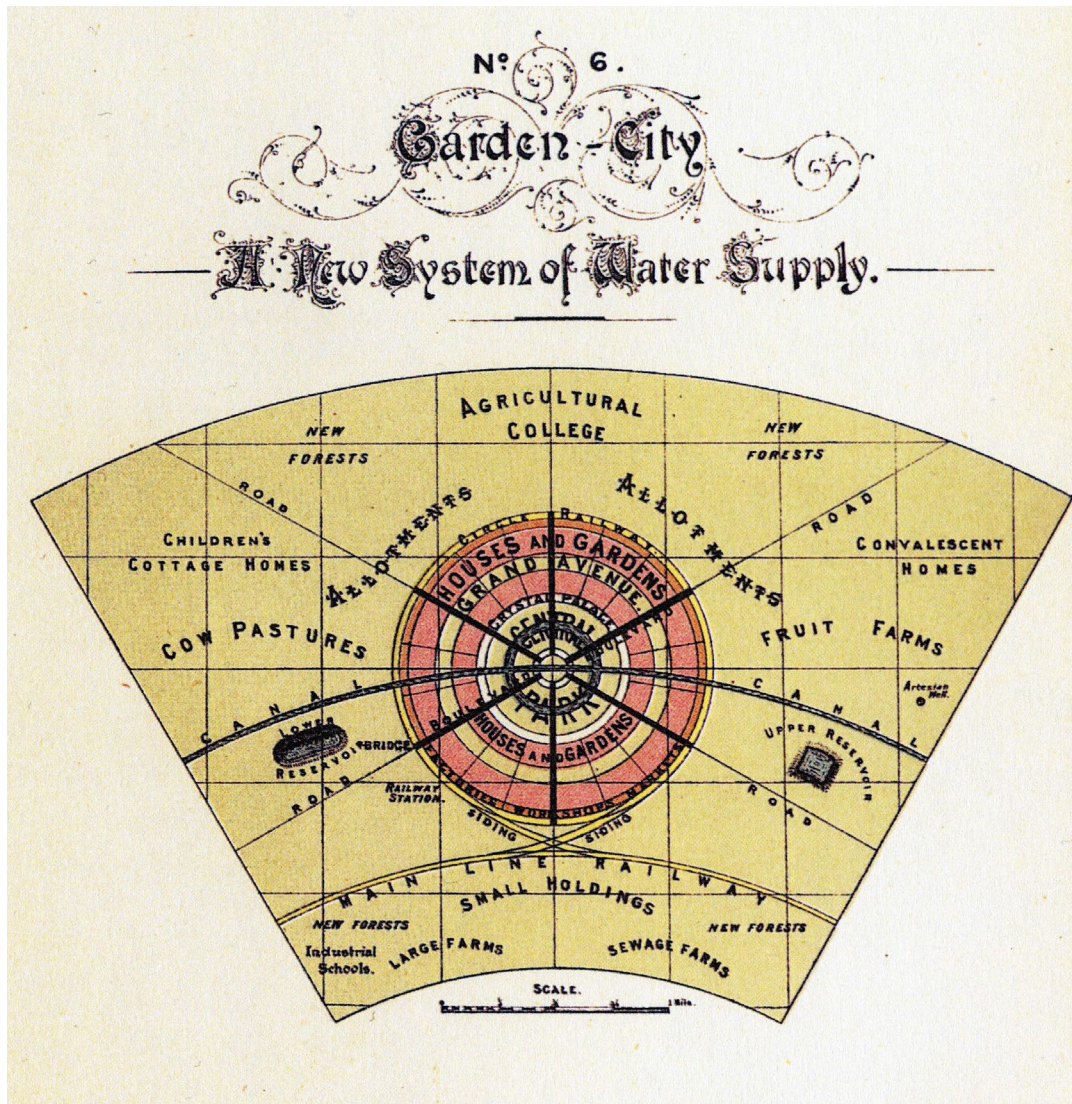 Nº 6.
Garden-City
A New System of Water Supply.
AGRICULTURAL
COLLEGE
NEW
FORESTS
NEW
FORESTS
ROAD
ROAD
ALLOTMENTS
ALLOTMENTS
CIRCLE RAILWAY
CHILDREN'S
COTTAGE HOMES
CONVALESCENT
HOMES
HOUSES AND GARDENS
GRAND AVENUE
CRYSTAL PALACE
CENTRAL
PARK
COW PASTURES
FRUIT FARMS
CANAL
CANAL
Artesian
Well.
LOWER
RESERVOIR
BRIDGE
UPPER RESERVOIR
HOUSES AND GARDENS
ROAD
ROAD
RAILWAY
STATION.
FACTORIES WORKSHOPS MARKETS
SIDING
SIDING
MAIN LINE RAILWAY
SMALL HOLDINGS
NEW FORESTS
NEW FORESTS
Industrial
Schools.
LARGE FARMS
SEWAGE FARMS
SCALE.
1 Mile.